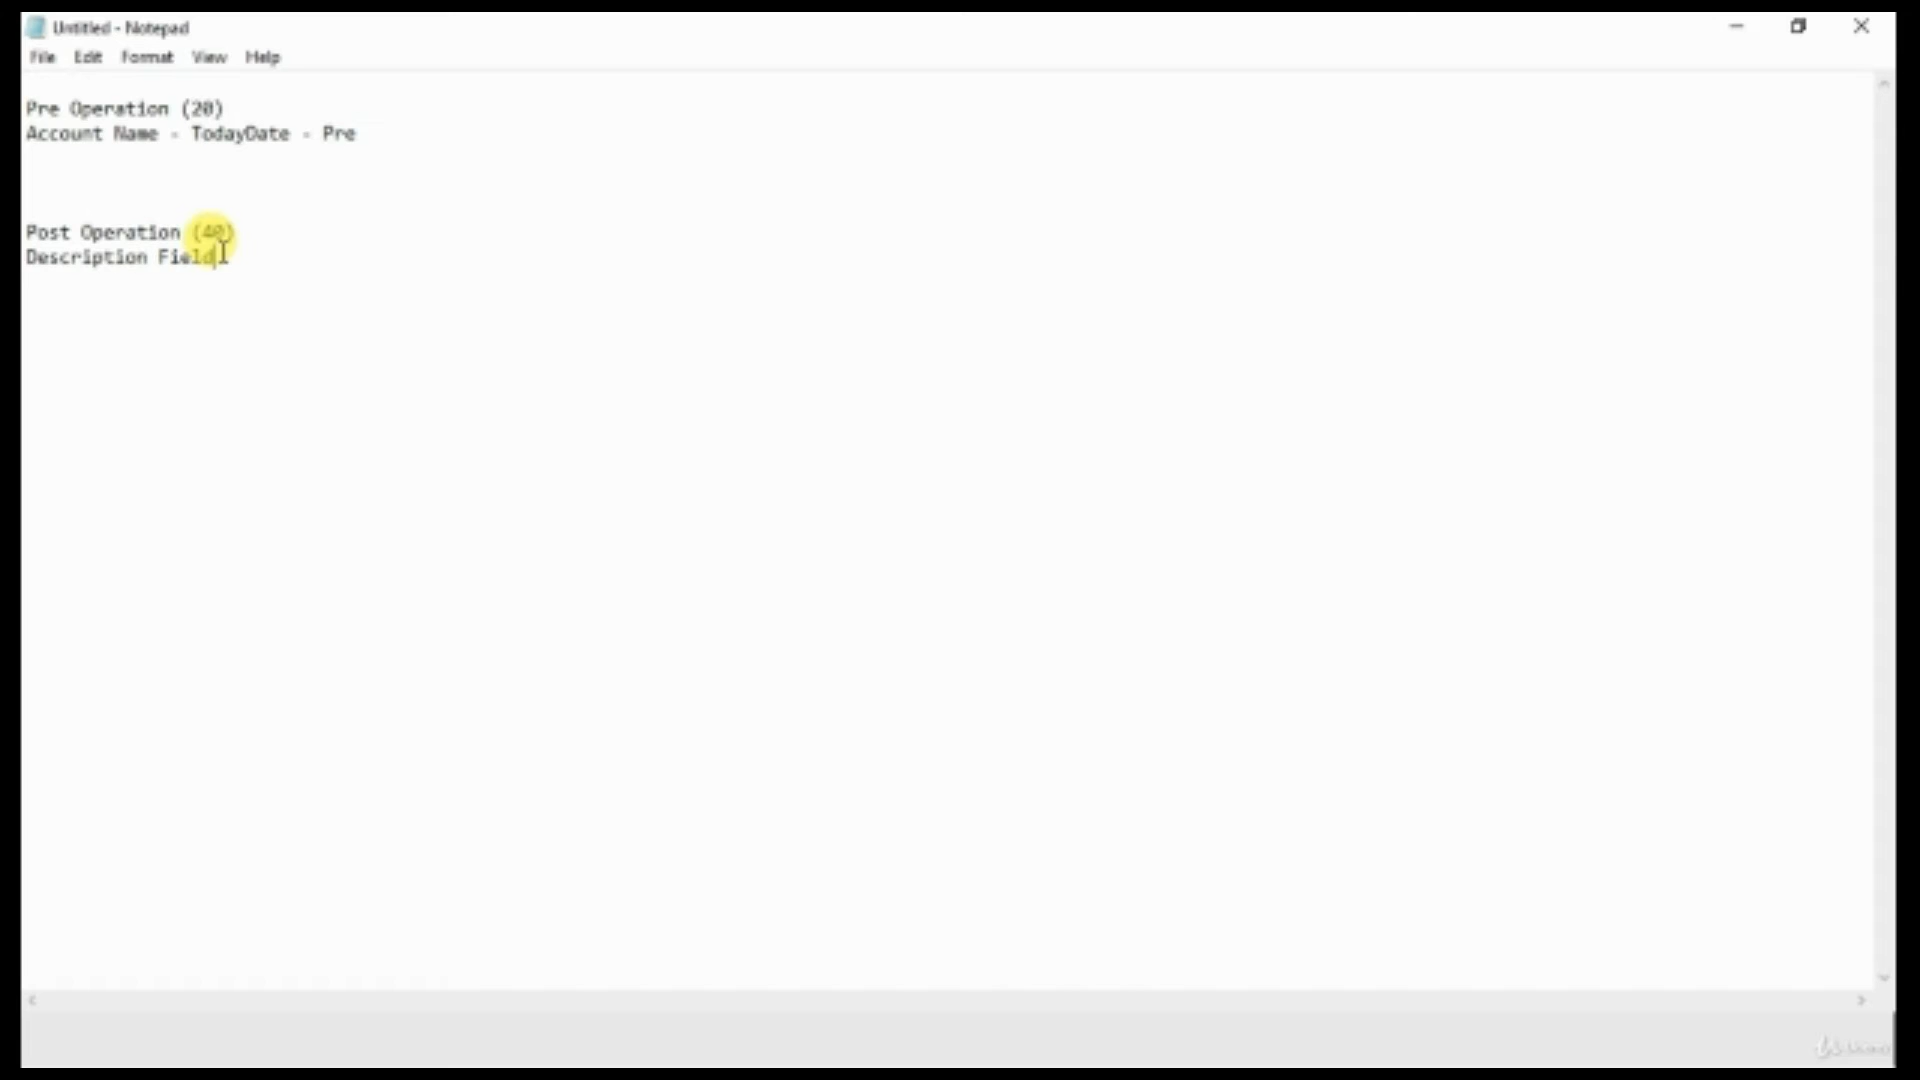 Untitled - Notepad
File Edit Format View Help
Pre Operation (20)
Account Name - TodayDate - Pre
Post Operation (40)
Description Field